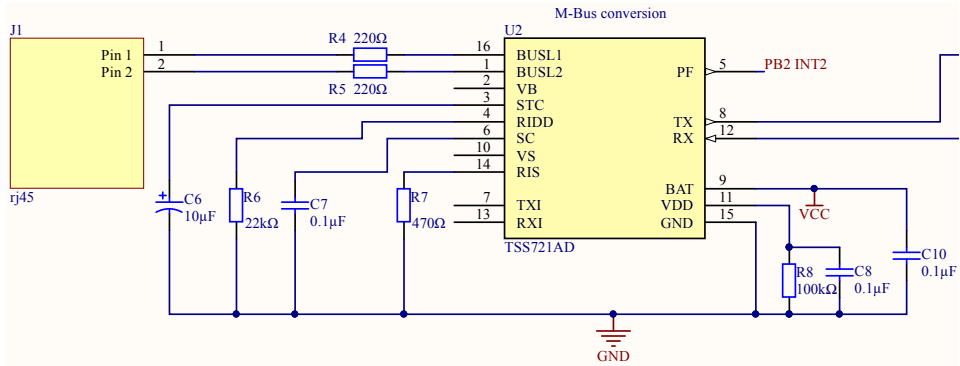 M-Bus conversion
J1
U2
Pin 1
1
Pin 2
2
rj45
R4 220Ω
R5 220Ω
16 BUSL1
1 BUSL2
2 VB
3 STC
4 RIDD
6 SC
10 VS
14 RIS
7 TXI
13 RXI
PF 5
PB2 INT2
TX 8
RX 12
BAT 9
VDD 11
GND 15
TSS721AD
VCC
+
C6
10µF
R6
22kΩ
C7
0.1µF
R7
470Ω
R8
100kΩ
C8
0.1µF
C10
0.1µF
GND